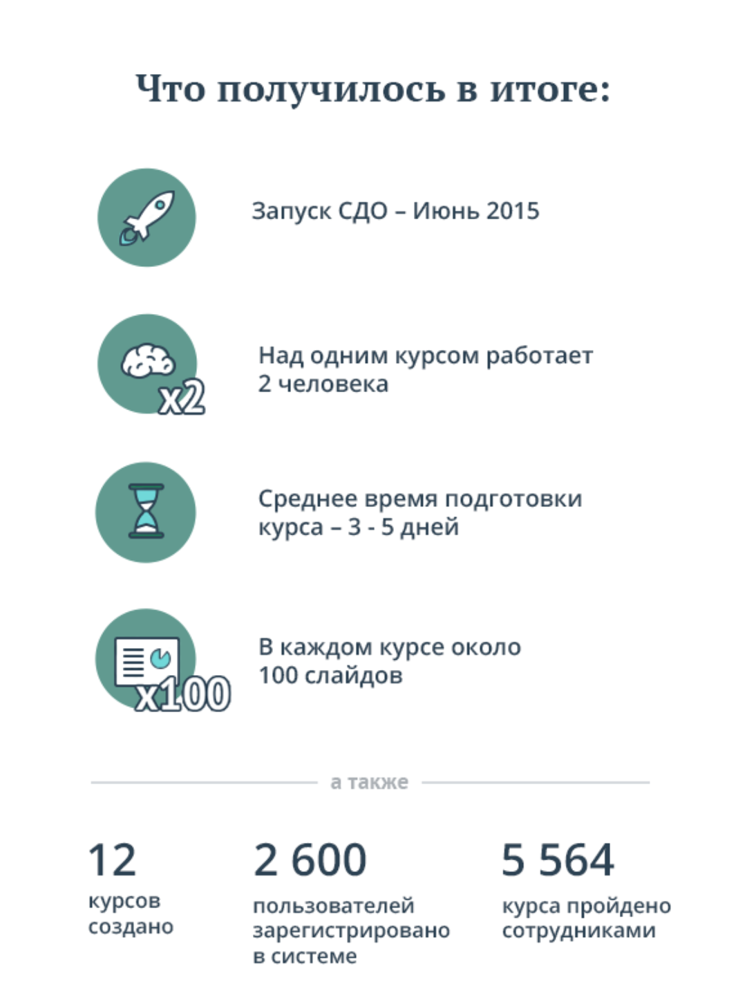 Что получилось в итоге:
Запуск СДО – Июнь 2015
Над одним курсом работает
2 человека
x2
Среднее время подготовки
курса – 3 - 5 дней
В каждом курсе около
100 слайдов
x100
а также
12
курсов
создано
2 600
пользователей
зарегистрировано
в системе
5 564
курса пройдено
сотрудниками